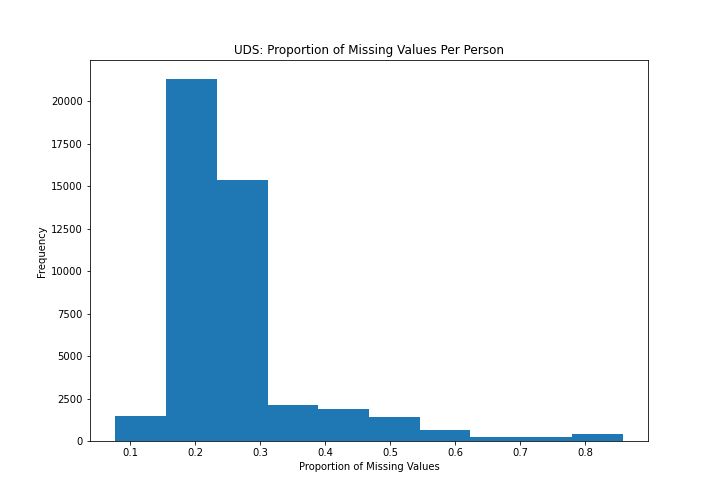 UDS: Proportion of Missing Values Per Person
Frequency
20000
17500
15000
12500
10000
7500
5000
2500
0
0.1 0.2 0.3 0.4 0.5 0.6 0.7 0.8
Proportion of Missing Values